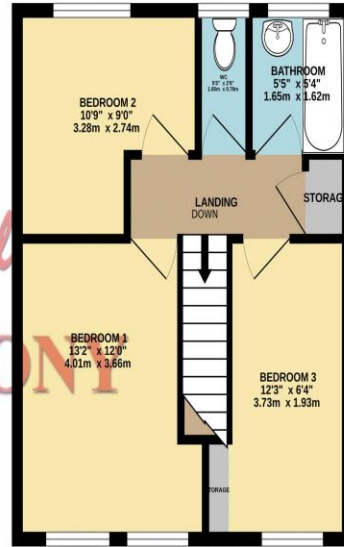 BEDROOM 2
10'9" x 9'0"
3.28m x 2.74m
WC
BATHROOM
5'5" x 5'4"
1.65m x 1.62m
LANDING
DOWN
STORAG
BEDROOM 1
13'2" x 12'0"
4.01m x 3.66m
BEDROOM 3
12'3" x 6'4"
3.73m x 1.93m
TORAGE
ONY